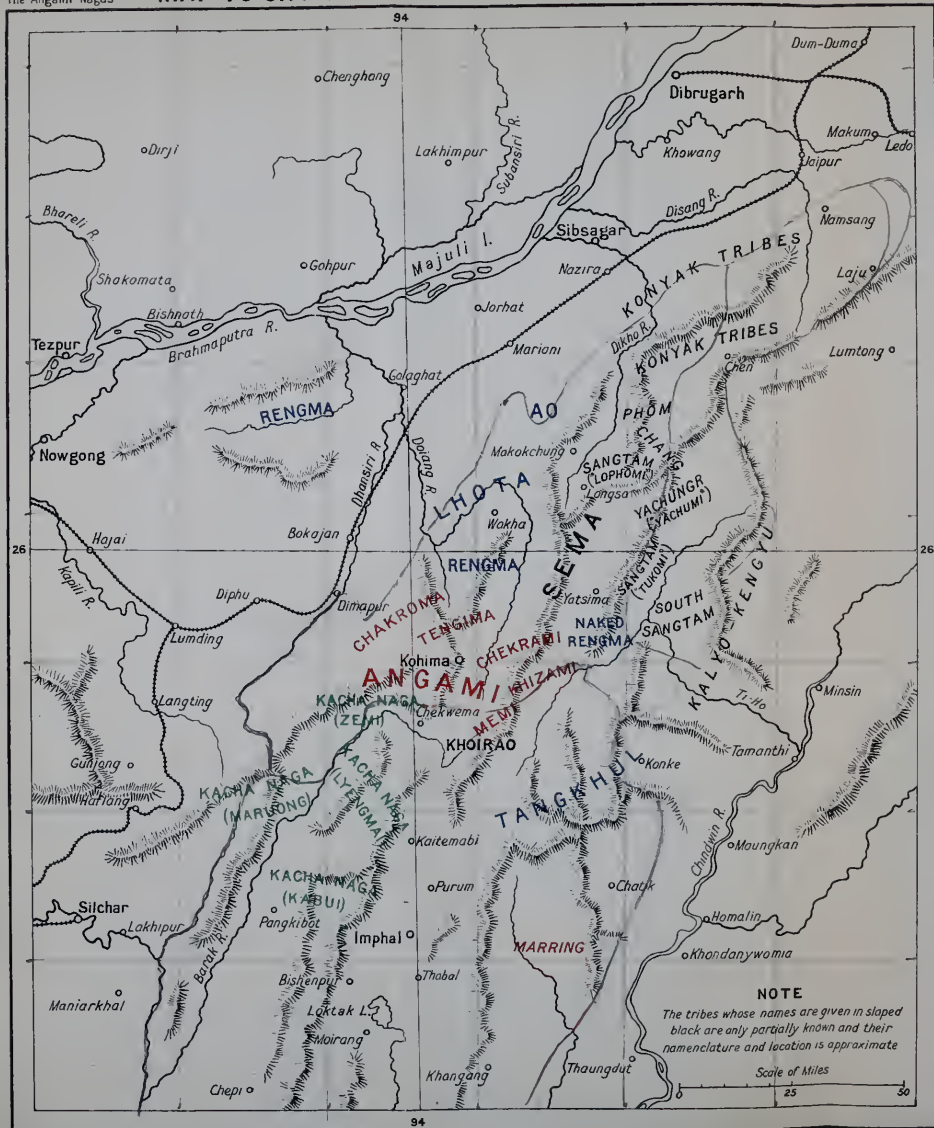 The Angami Nagas
94
Dum-Duma
Chenghang
Dibrugarh
Dirji
Lakhimpur
Subansiri R.
Khowang
Makum
Ledo
Jaipur
Bhareli R.
Disang R.
Namsang
Sibsagar
Gohpur
Majuli I.
Nazira
KONYAK TRIBES
Laju
Shakomata
Bishnath
Jorhat
Dikho R.
Brahmaputra R.
Mariani
KONYAK TRIBES
Tezpur
Chen
Lumtong
Golaghat
RENGMA
AO
PHOM
Nowgong
Dhansiri R.
Doiang R.
Makokchung
CHANG
SANGTAM
(LOPHOMI)
Longsa
LHOTA
YACHUNGR
(YACHUMI)
Wokha
Bokajan
26
Hajai
26
RENGMA
SEMA
SANGTAM
(TUKOMI)
Kapili R.
Diphu
Dimapur
Yatsima
CHAKROMA
TENGIMA
NAKED
RENGMA
SOUTH
SANGTAM
KALYO KENGYU
Lumding
Kohima
CHEKRAMI
ANGAMI
KHIZAMI
Langting
KACHA NAGA
(ZEMI)
Chekwema
MEMI
Ti-Ho
Minsin
KHOIRAO
Tamanthi
Gunjong
KACHA NAGA
(LYENGMAI)
Konke
Haflang
KACHA NAGA
(MARUONG)
TANGKHUL
Kaitemabi
Maungkan
Chindwin R.
KACHA NAGA
(KABUI)
Purum
Chatik
Silchar
Pangkibot
Homalin
Lakhipur
Imphal
MARRING
Khondanywomia
Barak R.
Bishenpur
Thobal
Maniarkhal
Loktak L.
Moirang
Khongang
Thaungdut
Chepi
NOTE
The tribes whose names are given in sloped
black are only partially known and their
nomenclature and location is approximate
Scale of Miles
0 25 50
94